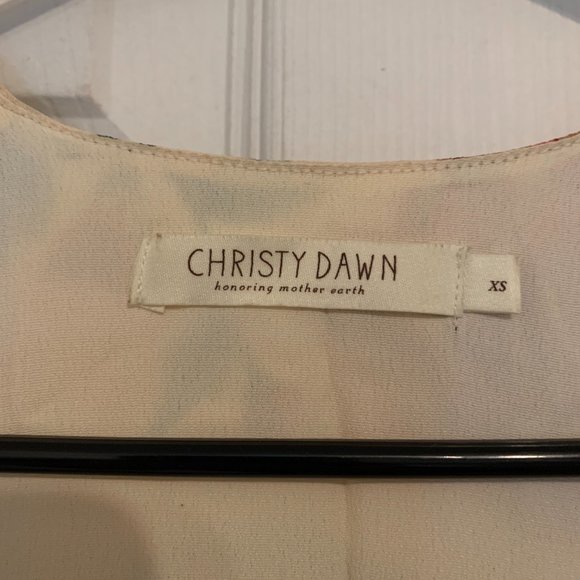 CHRISTY DAWN
honoring mother earth
XS